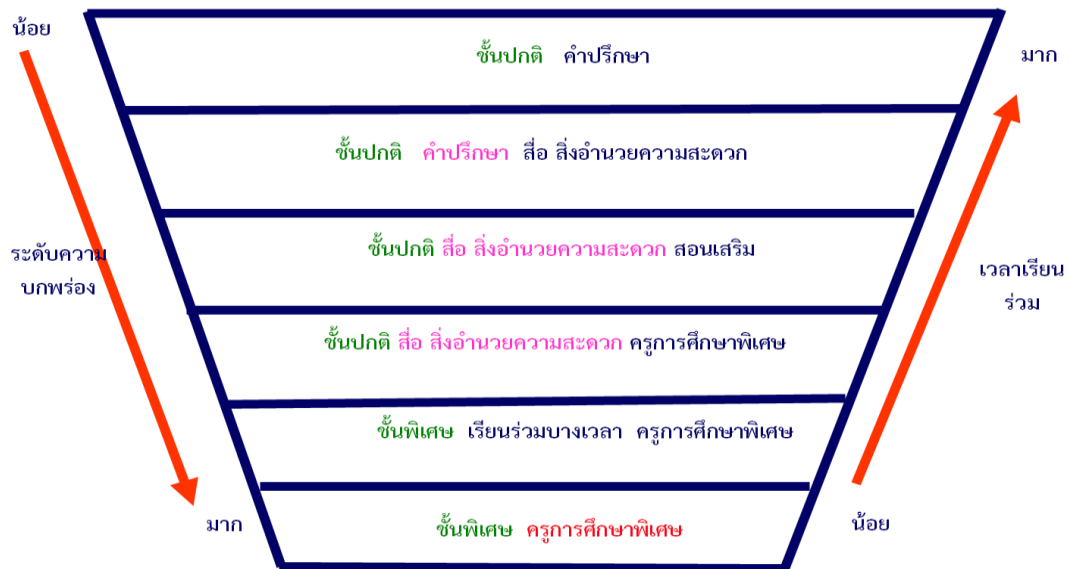 น้อย
มาก
ชั้นปกติ คำปรึกษา
ชั้นปกติ คำปรึกษา สื่อ สิ่งอำนวยความสะดวก
ชั้นปกติ สื่อ สิ่งอำนวยความสะดวก สอนเสริม
ระดับความ
บกพร่อง
เวลาเรียน
ร่วม
ชั้นปกติ สื่อ สิ่งอำนวยความสะดวก ครูการศึกษาพิเศษ
ชั้นพิเศษ เรียนร่วมบางเวลา ครูการศึกษาพิเศษ
มาก
ชั้นพิเศษ ครูการศึกษาพิเศษ
น้อย